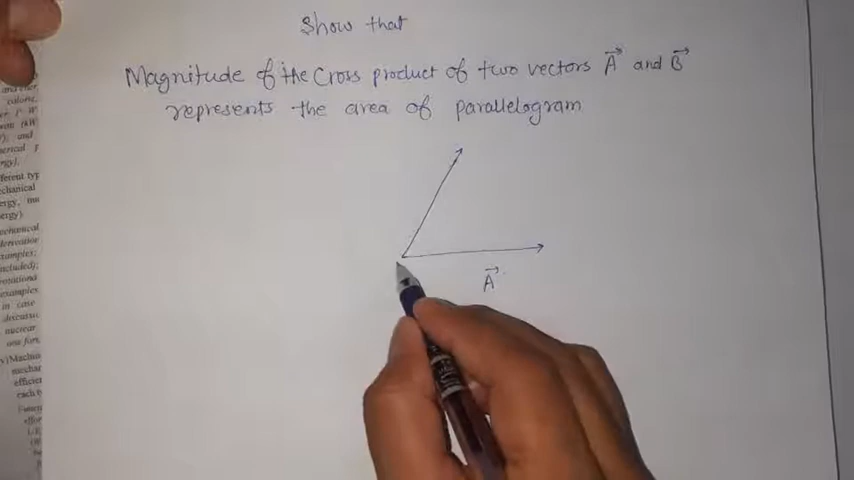 Show that
Magnitude of the Cross product of two vectors A⃗ and B⃗
represents the area of parallelogram
A⃗